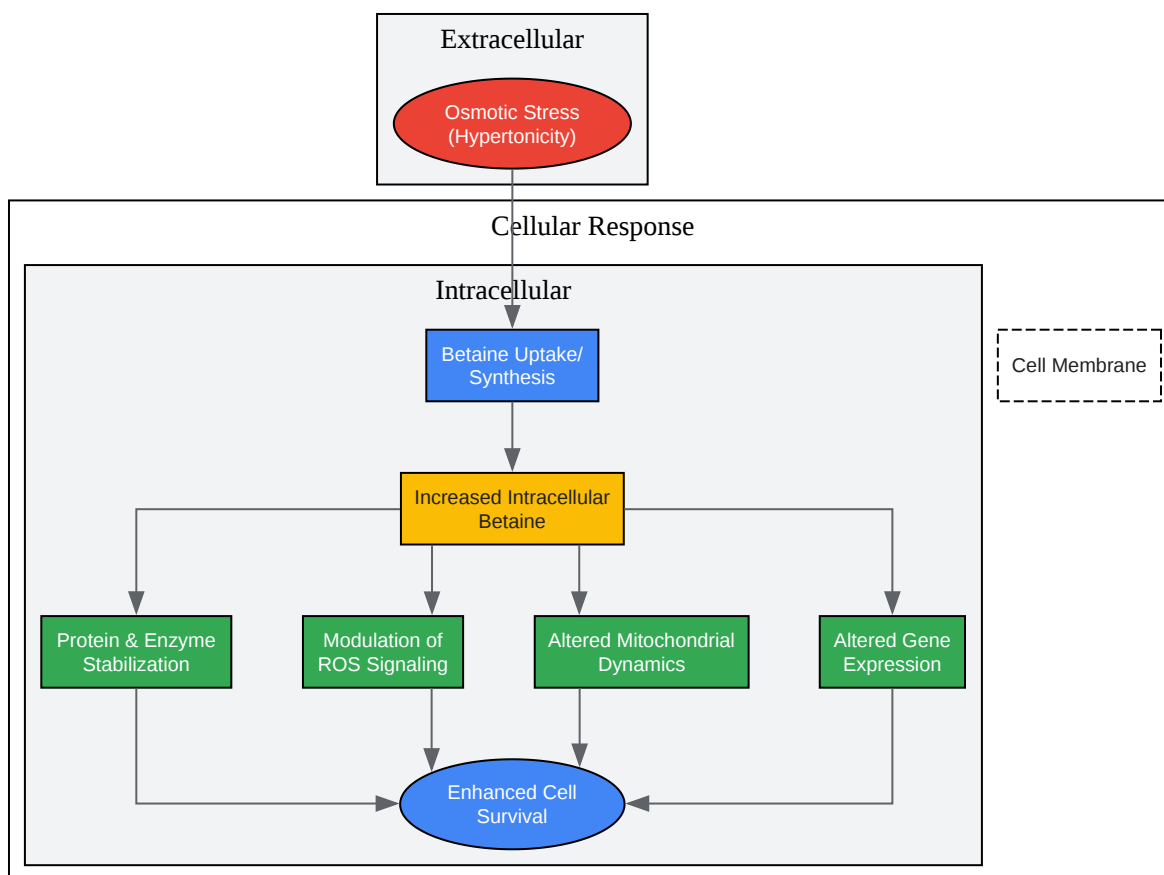 Extracellular
Osmotic Stress
(Hypertonicity)
Cellular Response
Intracellular
Betaine Uptake/
Synthesis
Cell Membrane
Increased Intracellular
Betaine
Protein & Enzyme
Stabilization
Modulation of
ROS Signaling
Altered Mitochondrial
Dynamics
Altered Gene
Expression
Enhanced Cell
Survival